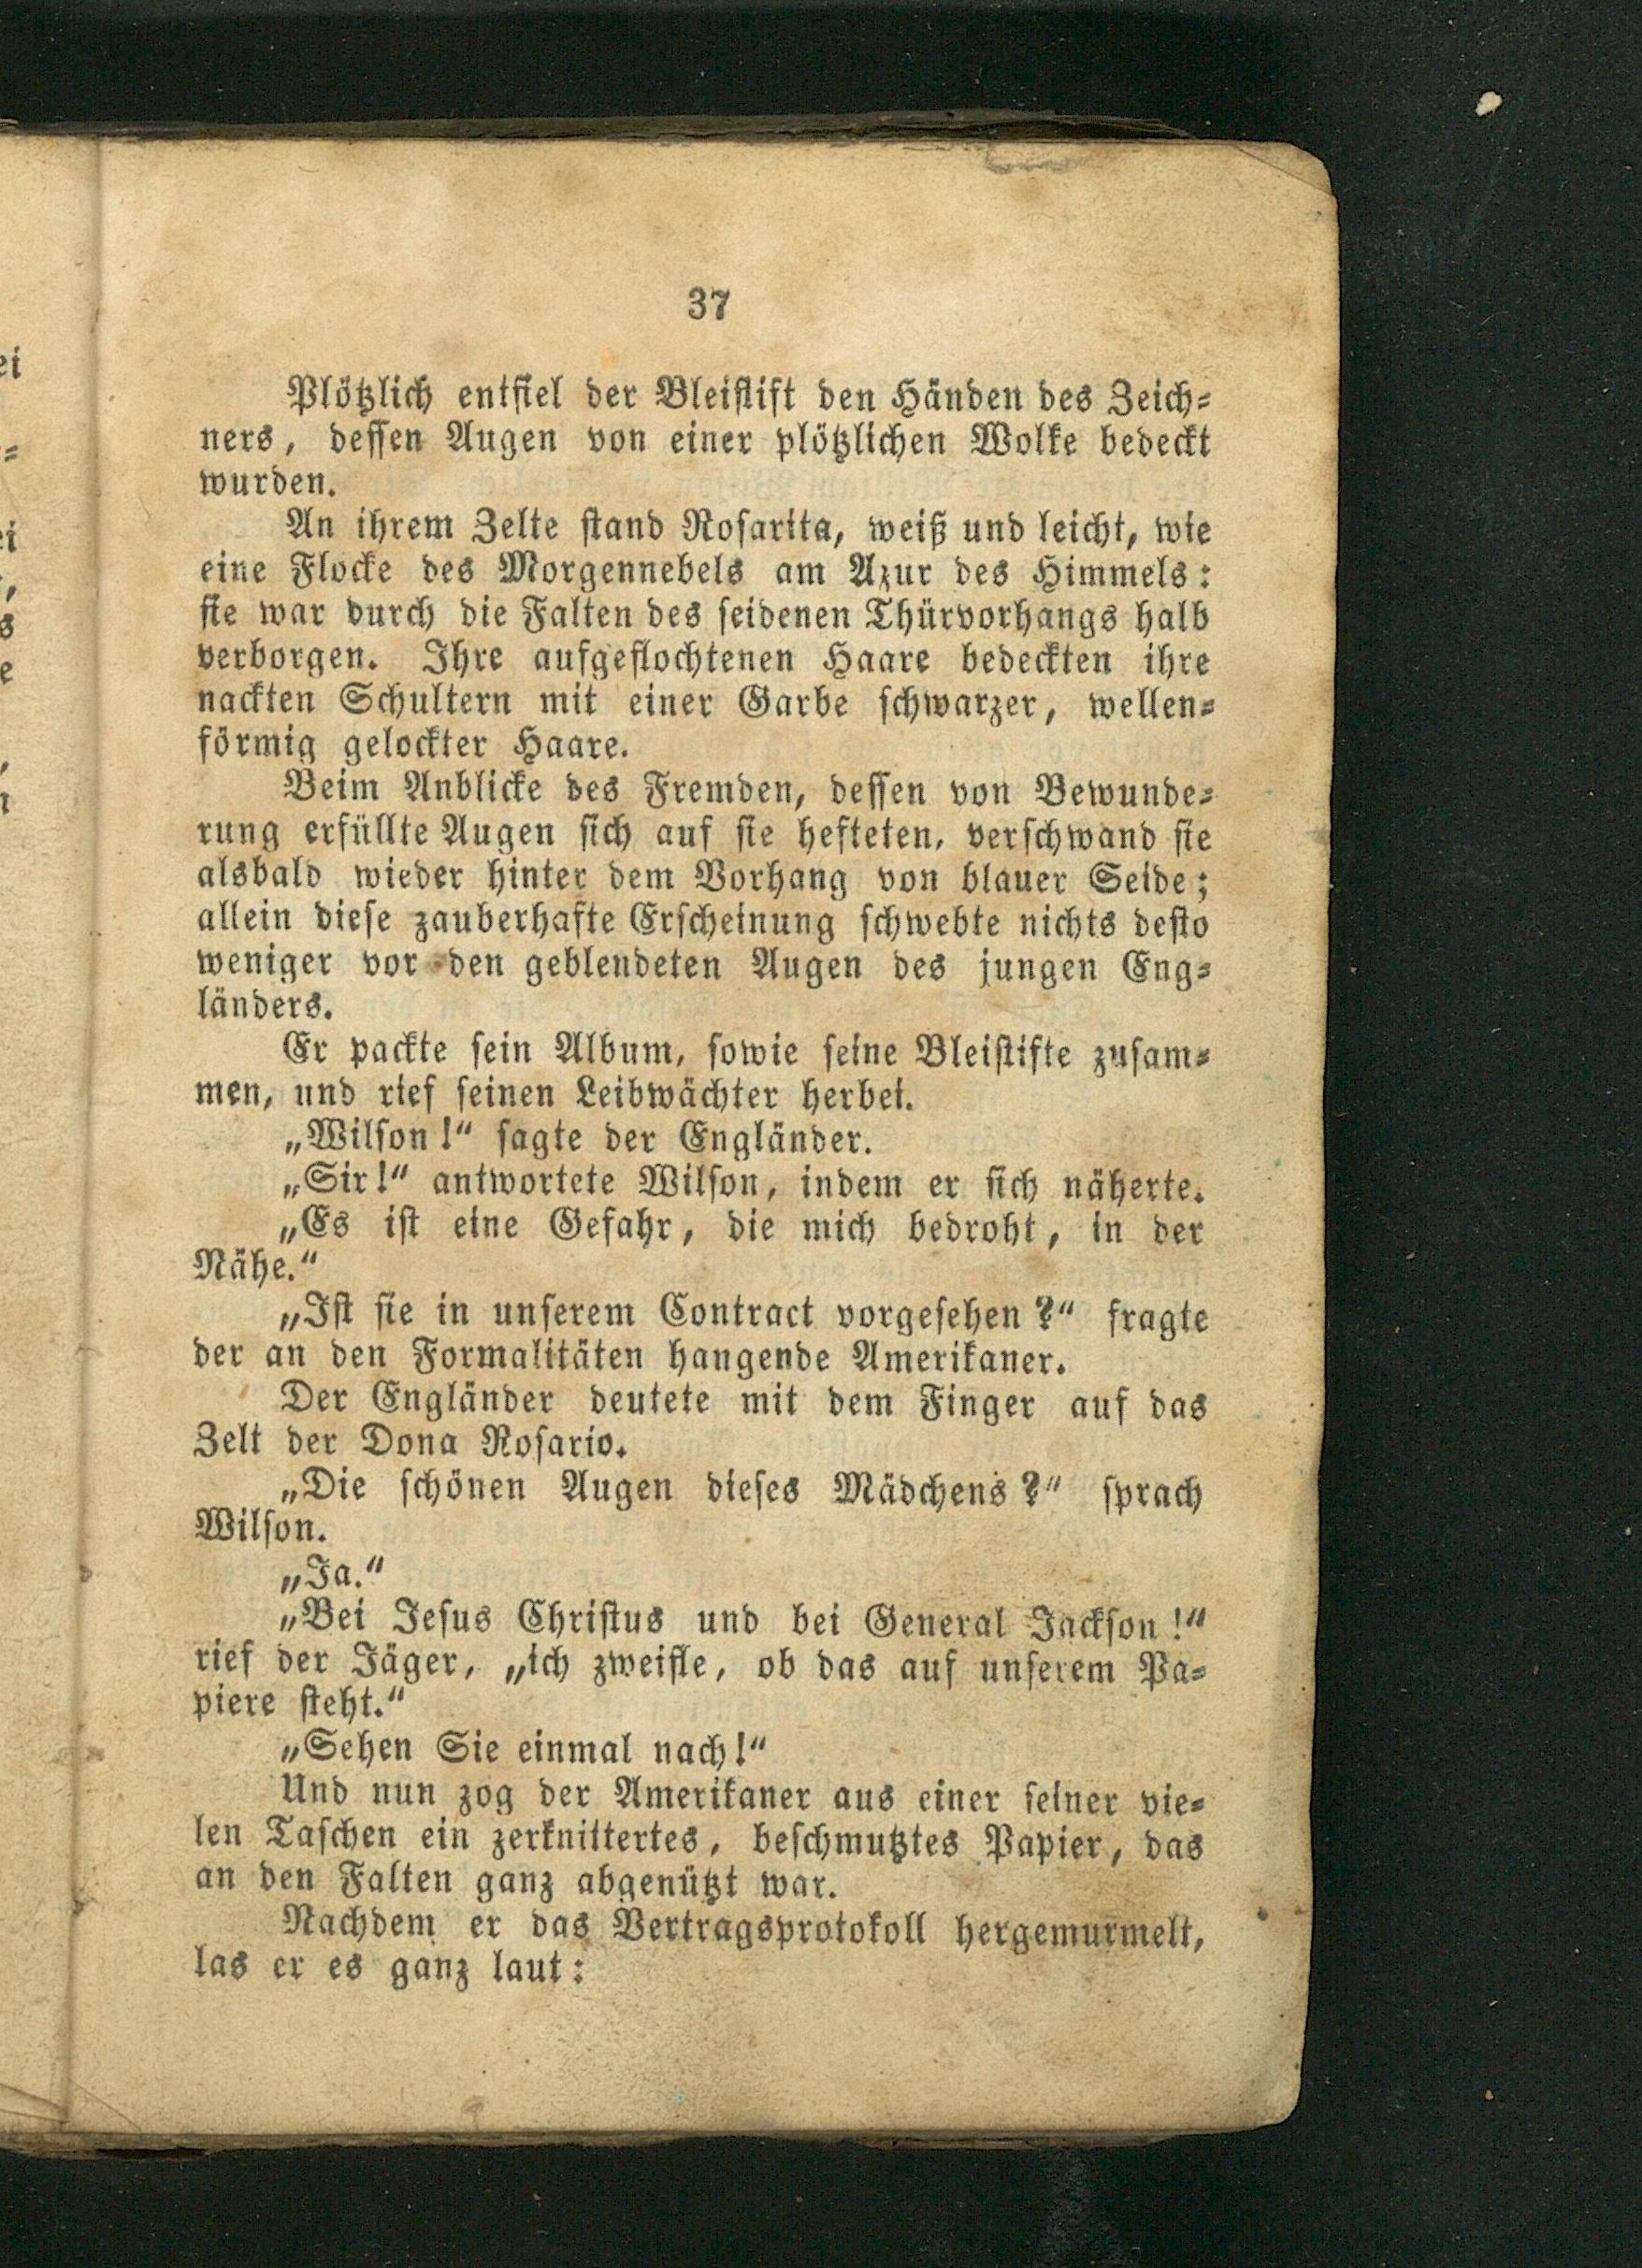 37
Plötzlich entfiel der Bleistift den Händen des Zeich-
ners, dessen Augen von einer plötzlichen Wolke bedeckt
wurden.
An ihrem Zelte stand Rosarita, weiß und leicht, wie
eine Flocke des Morgennebels am Azur des Himmels:
sie war durch die Falten des seidenen Thürvorhangs halb
verborgen. Ihre aufgeflochtenen Haare bedeckten ihre
nackten Schultern mit einer Garbe schwarzer, wellen-
förmig gelockter Haare.
Beim Anblicke des Fremden, dessen von Bewunde-
rung erfüllte Augen sich auf sie hefteten, verschwand sie
alsbald wieder hinter dem Vorhang von blauer Seide;
allein diese zauberhafte Erscheinung schwebte nichts desto
weniger vor den geblendeten Augen des jungen Eng-
länders.
Er packte sein Album, sowie seine Bleistifte zusam-
men, und rief seinen Leibwächter herbei.
„Wilson!“ sagte der Engländer.
„Sir!“ antwortete Wilson, indem er sich näherte.
„Es ist eine Gefahr, die mich bedroht, in der
Nähe.“
„Ist sie in unserem Contract vorgesehen?“ fragte
der an den Formalitäten hangende Amerikaner.
Der Engländer deutete mit dem Finger auf das
Zelt der Dona Rosario.
„Die schönen Augen dieses Mädchens?“ sprach
Wilson.
„Ja.“
„Bei Jesus Christus und bei General Jackson!“
rief der Jäger, „ich zweifle, ob das auf unserem Pa-
piere steht.“
„Sehen Sie einmal nach!“
Und nun zog der Amerikaner aus einer seiner vie-
len Taschen ein zerknittertes, beschmutztes Papier, das
an den Falten ganz abgenützt war.
Nachdem er das Vertragsprotokoll hergemurmelt,
las er es ganz laut: